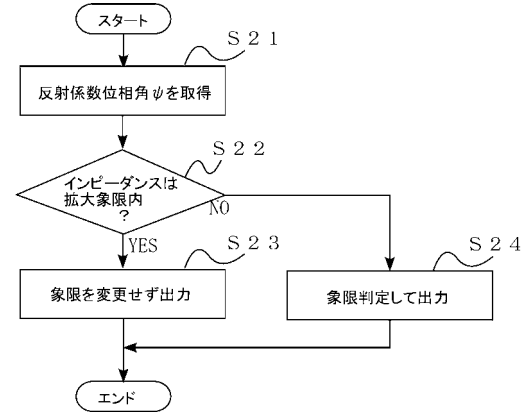 スタート
S21
反射係数位相角ψを取得
S22
インピーダンスは
拡大象限内
?
NO
YES
S23
象限を変更せず出力
S24
象限判定して出力
エンド